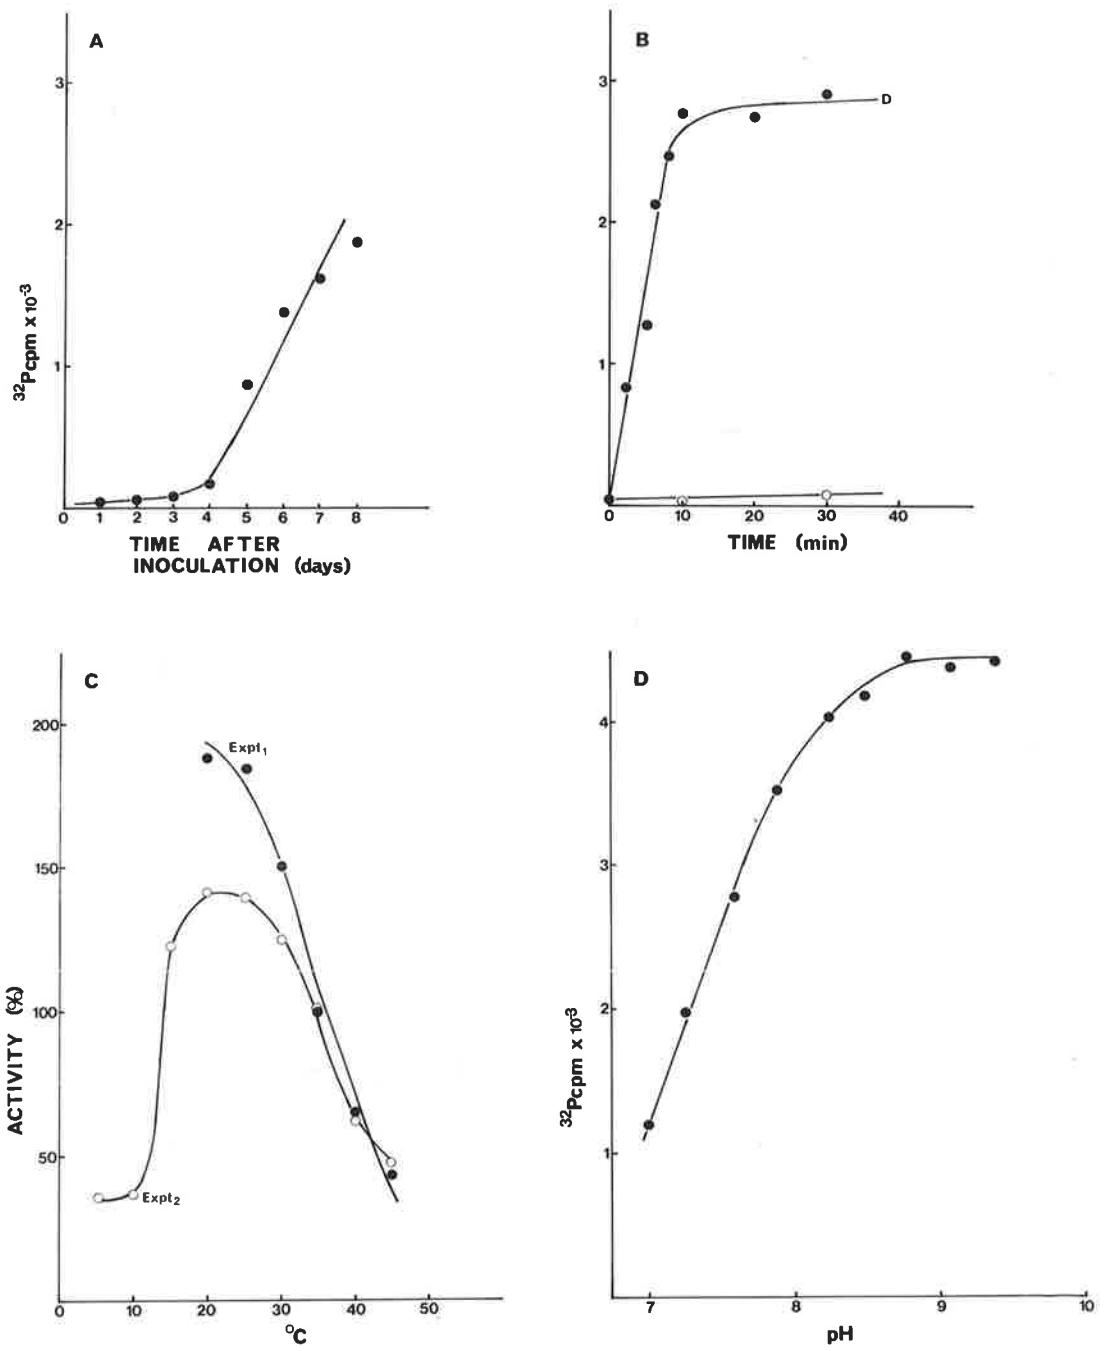 A
3
2
1
³²Pcpm x 10⁻³
0 1 2 3 4 5 6 7 8
TIME AFTER
INOCULATION (days)
B
3
2
1
D
0 10 20 30 40
TIME (min)
C
200
150
100
50
ACTIVITY (%)
Expt₁
Expt₂
0 10 20 30 40 50
°C
D
4
3
2
1
³²Pcpm x 10⁻³
7 8 9 10
pH